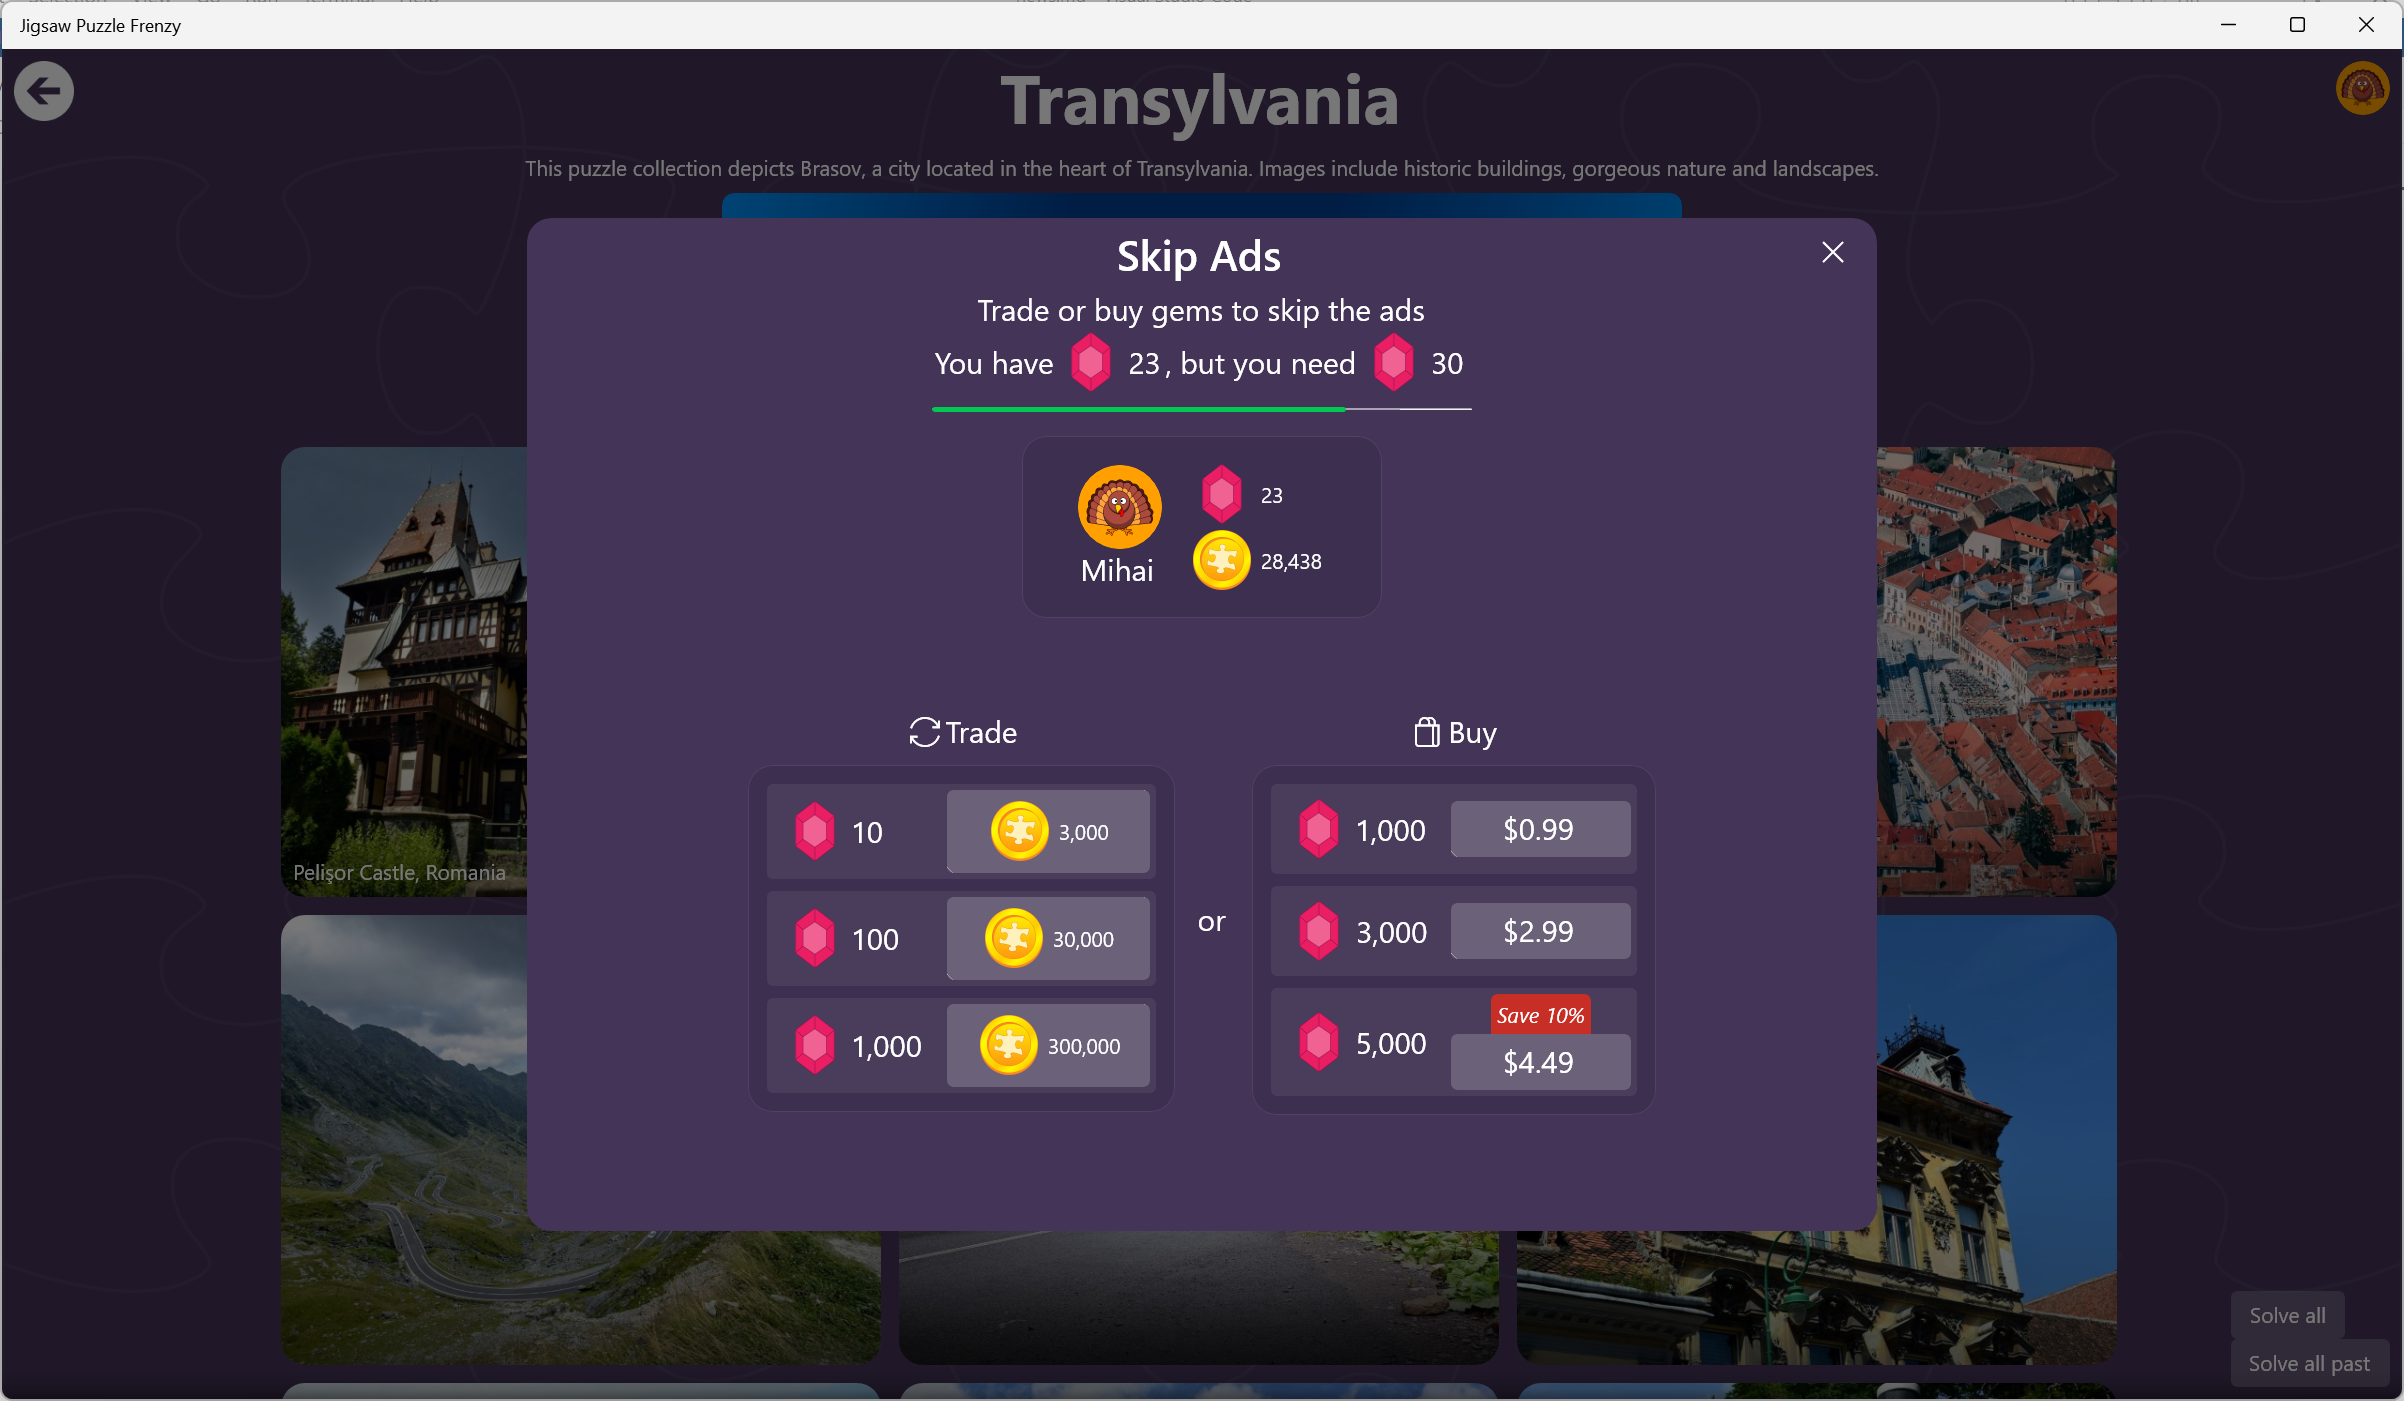 Jigsaw Puzzle Frenzy
Transylvania
This puzzle collection depicts Brasov, a city located in the heart of Transylvania. Images include historic buildings, gorgeous nature and landscapes.
Skip Ads
Trade or buy gems to skip the ads
You have 23, but you need 30
23
28,438
Mihai
Trade
10 3,000
100 30,000
1,000 300,000
or
Buy
1,000 $0.99
3,000 $2.99
Save 10%
5,000 $4.49
Pelișor Castle, Romania
Solve all
Solve all past